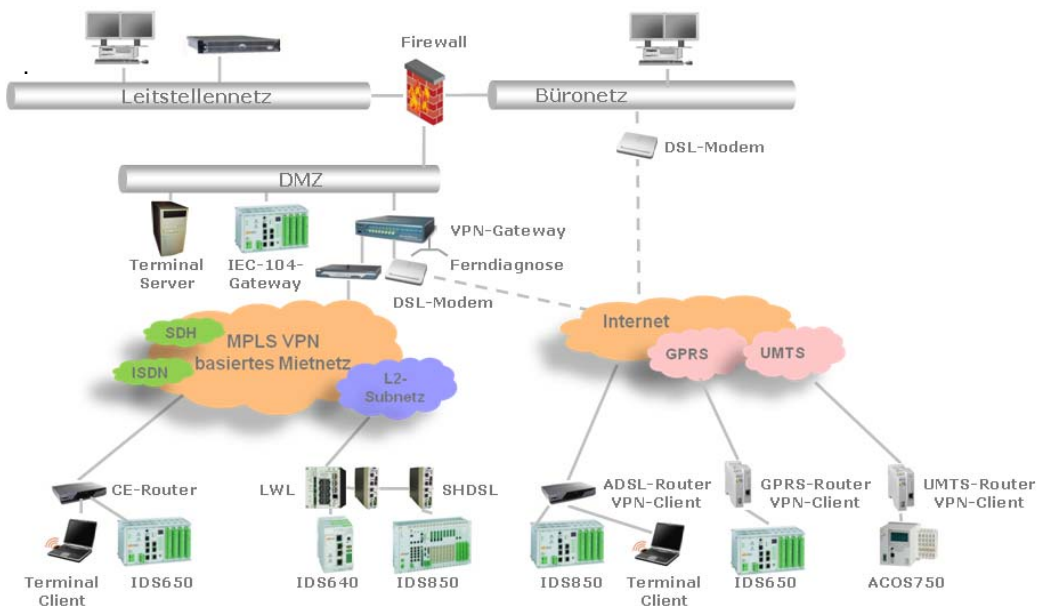 Firewall
Leitstellennetz
Büronetz
DSL-Modem
DMZ
VPN-Gateway
Terminal
Server
IEC-104-
Gateway
Ferndiagnose
DSL-Modem
SDH
MPLS VPN
basiertes Mietnetz
ISDN
L2-
Subnetz
Internet
GPRS
UMTS
CE-Router
LWL
SHDSL
ADSL-Router
VPN-Client
GPRS-Router
VPN-Client
UMTS-Router
VPN-Client
Terminal
Client
IDS650
IDS640
IDS850
IDS850
Terminal
Client
IDS650
ACOS750